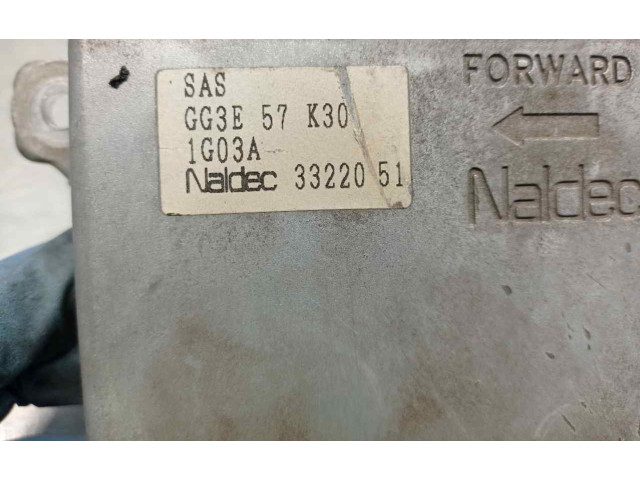 SAS
GG3E 57 K30
1G03A
Naldec 33220 51
FORWARD
Naldec